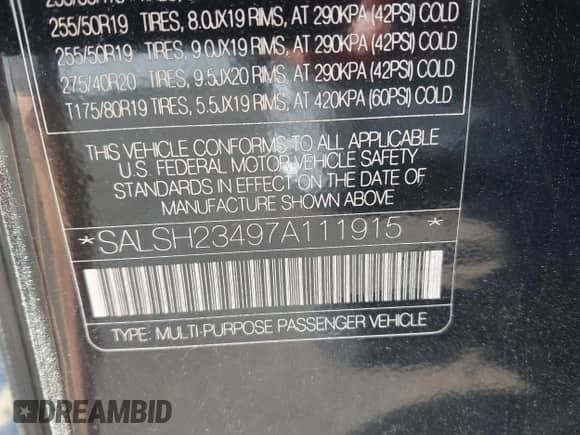 255/50R19 TIRES, 8.0JX19 RIMS, AT 290KPA (42PSI) COLD
255/50R19 TIRES, 9.0JX19 RIMS, AT 290KPA (42PSI) COLD
275/40R20 TIRES, 9.5JX20 RIMS, AT 290KPA (42PSI) COLD
T175/80R19 TIRES, 5.5JX19 RIMS, AT 420KPA (60PSI) COLD
THIS VEHICLE CONFORMS TO ALL APPLICABLE
U.S. FEDERAL MOTOR VEHICLE SAFETY
STANDARDS IN EFFECT ON THE DATE OF
MANUFACTURE SHOWN ABOVE
*SALSH23497A111915 *
TYPE: MULTI-PURPOSE PASSENGER VEHICLE
DREAMBID